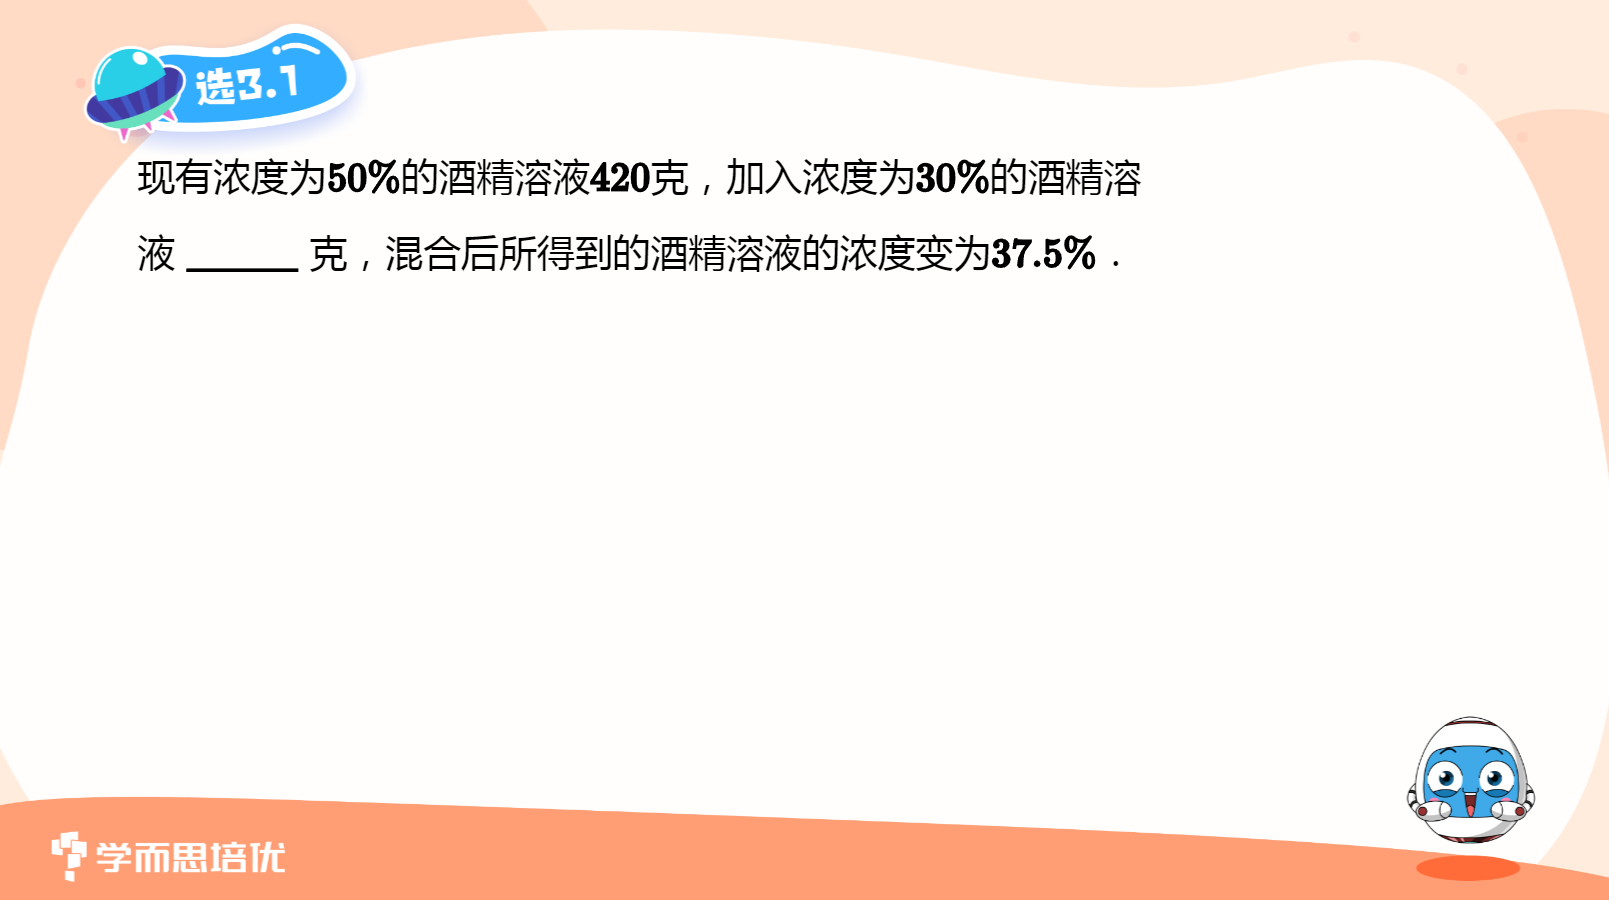 选3.1
现有浓度为50%的酒精溶液420克，加入浓度为30%的酒精溶
液 ______ 克，混合后所得到的酒精溶液的浓度变为37.5%．
学而思培优